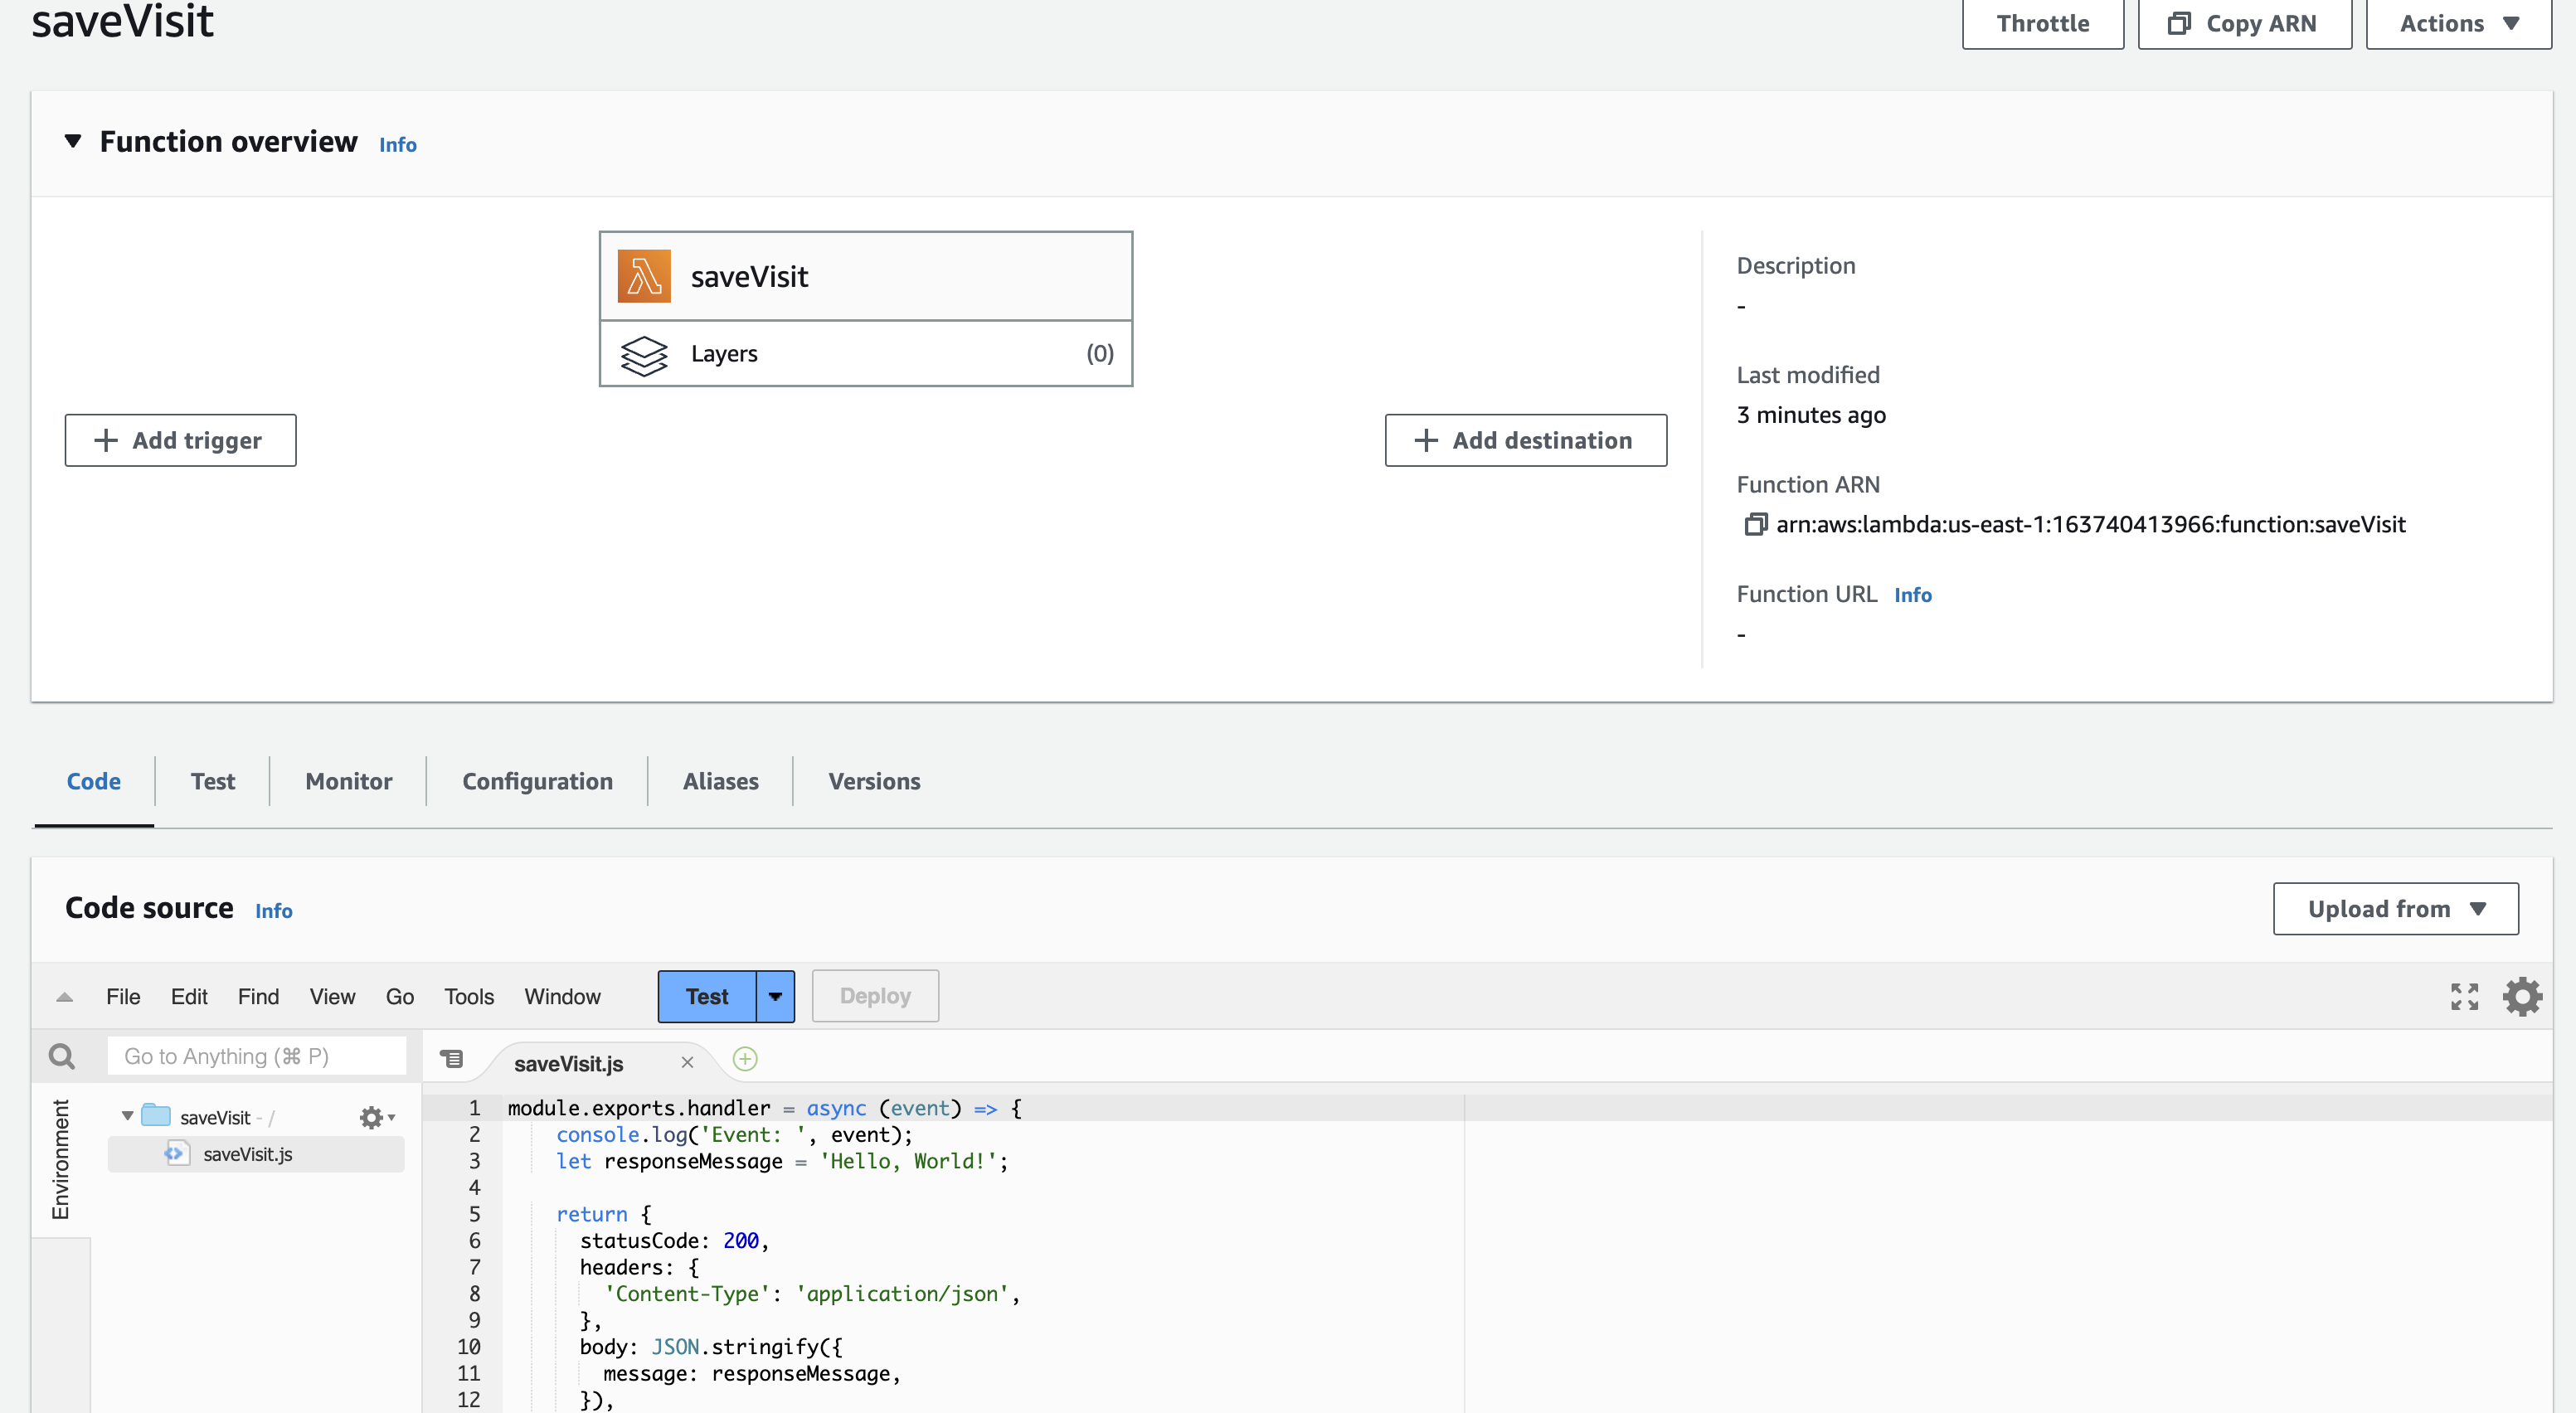 saveVisit
Throttle
Copy ARN
Actions
Function overview Info
saveVisit
Layers (0)
Add trigger
Add destination
Description
-
Last modified
3 minutes ago
Function ARN
arn:aws:lambda:us-east-1:163740413966:function:saveVisit
Function URL Info
-
Code Test Monitor Configuration Aliases Versions
Code source Info
Upload from
File Edit Find View Go Tools Window Test Deploy
Go to Anything (⌘ P)
saveVisit.js
Environment
saveVisit - /
saveVisit.js
1 module.exports.handler = async (event) => {
2 console.log('Event: ', event);
3 let responseMessage = 'Hello, World!';
4
5 return {
6 statusCode: 200,
7 headers: {
8 'Content-Type': 'application/json',
9 },
10 body: JSON.stringify({
11 message: responseMessage,
12 }),